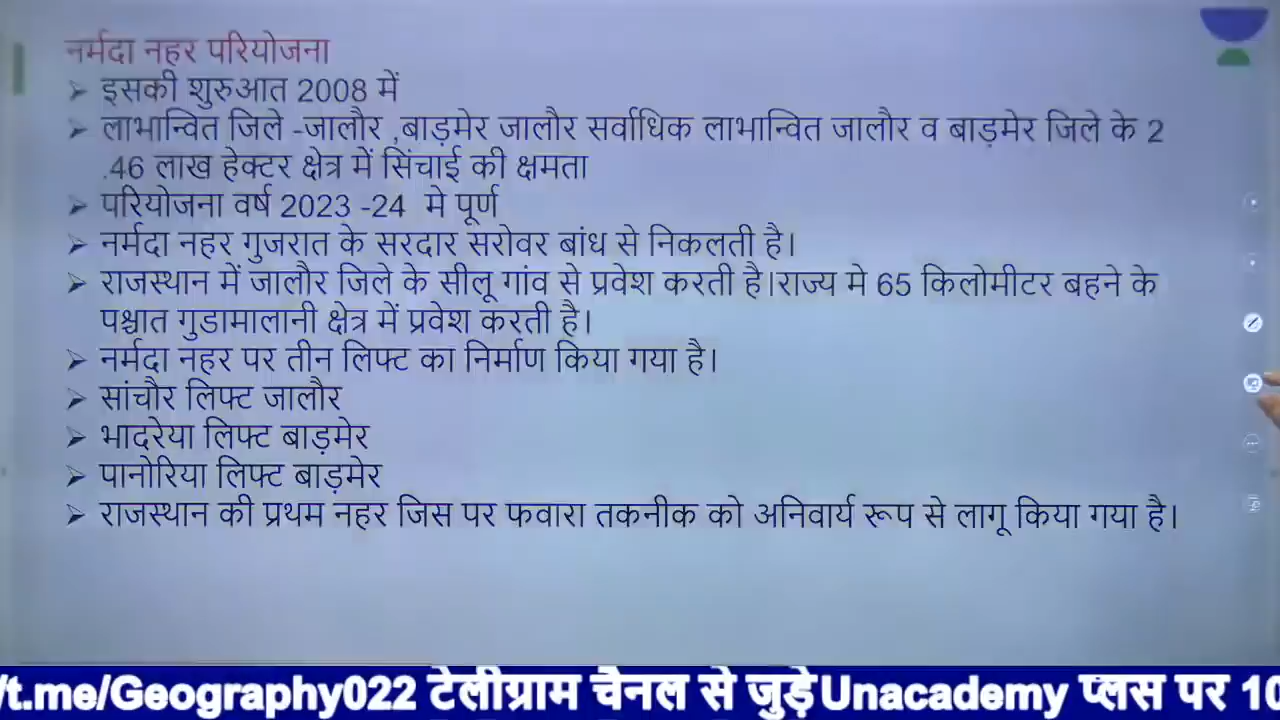 नर्मदा नहर परियोजना
➢ इसकी शुरुआत 2008 में
➢ लाभान्वित जिले -जालौर ,बाड़मेर जालौर सर्वाधिक लाभान्वित जालौर व बाड़मेर जिले के 2
.46 लाख हेक्टर क्षेत्र में सिंचाई की क्षमता
➢ परियोजना वर्ष 2023 -24 मे पूर्ण
➢ नर्मदा नहर गुजरात के सरदार सरोवर बांध से निकलती है।
➢ राजस्थान में जालौर जिले के सीलू गांव से प्रवेश करती है।राज्य मे 65 किलोमीटर बहने के
पश्चात गुडामालानी क्षेत्र में प्रवेश करती है।
➢ नर्मदा नहर पर तीन लिफ्ट का निर्माण किया गया है।
➢ सांचौर लिफ्ट जालौर
➢ भादरेया लिफ्ट बाड़मेर
➢ पानोरिया लिफ्ट बाड़मेर
➢ राजस्थान की प्रथम नहर जिस पर फवारा तकनीक को अनिवार्य रूप से लागू किया गया है।
/t.me/Geography022 टेलीग्राम चैनल से जुड़े Unacademy प्लस पर 10